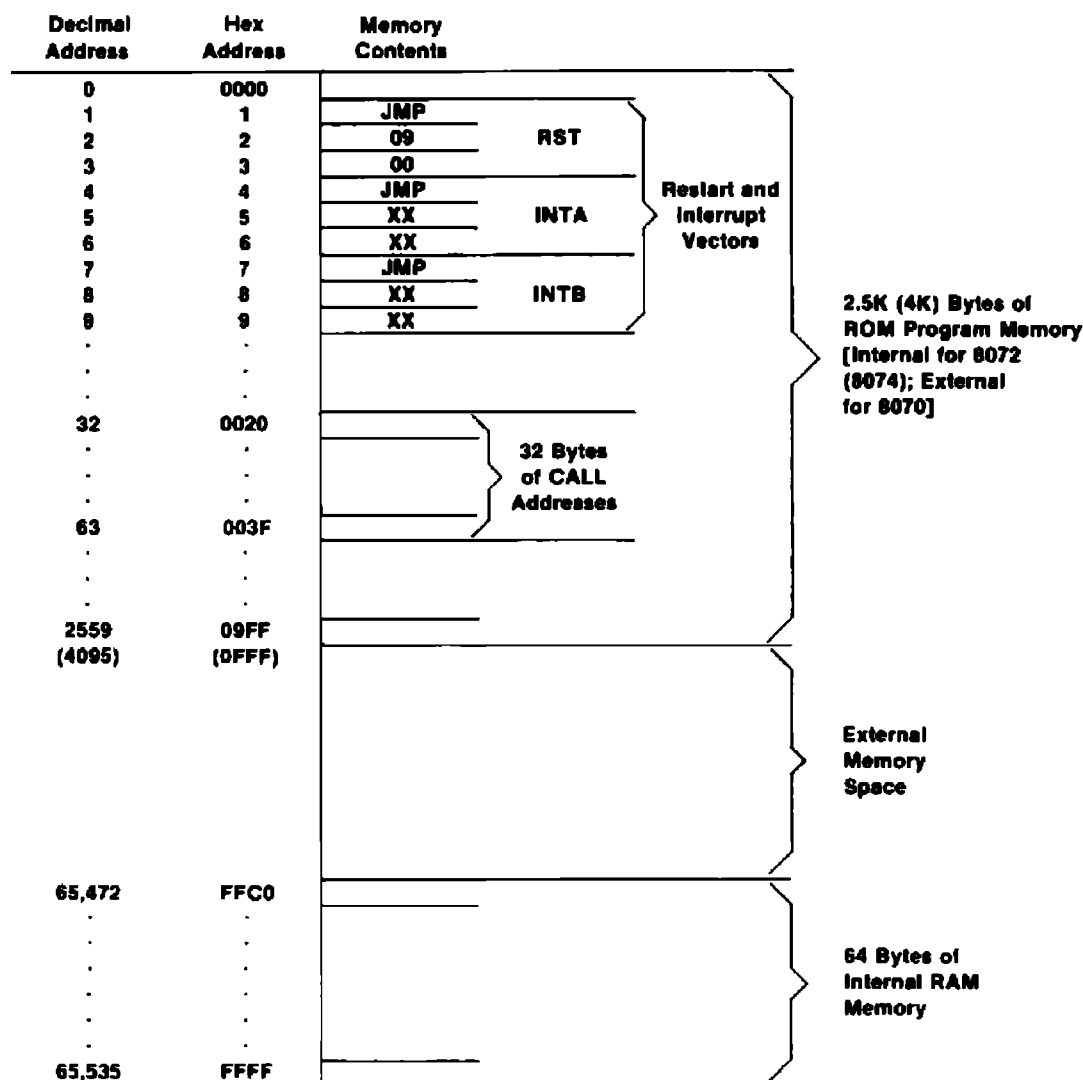 Decimal Address Hex Address Memory Contents
0 0000
1 1 JMP
2 2 09 RST
3 3 00
4 4 JMP
5 5 XX INTA
6 6 XX
7 7 JMP
8 8 XX INTB
9 9 XX
Restart and
Interrupt
Vectors
2.5K (4K) Bytes of
ROM Program Memory
[Internal for 8072
(8074); External
for 8070]
32 0020
32 Bytes
of CALL
Addresses
63 003F
2559 09FF
(4095) (0FFF)
External
Memory
Space
65,472 FFC0
64 Bytes of
Internal RAM
Memory
65,535 FFFF